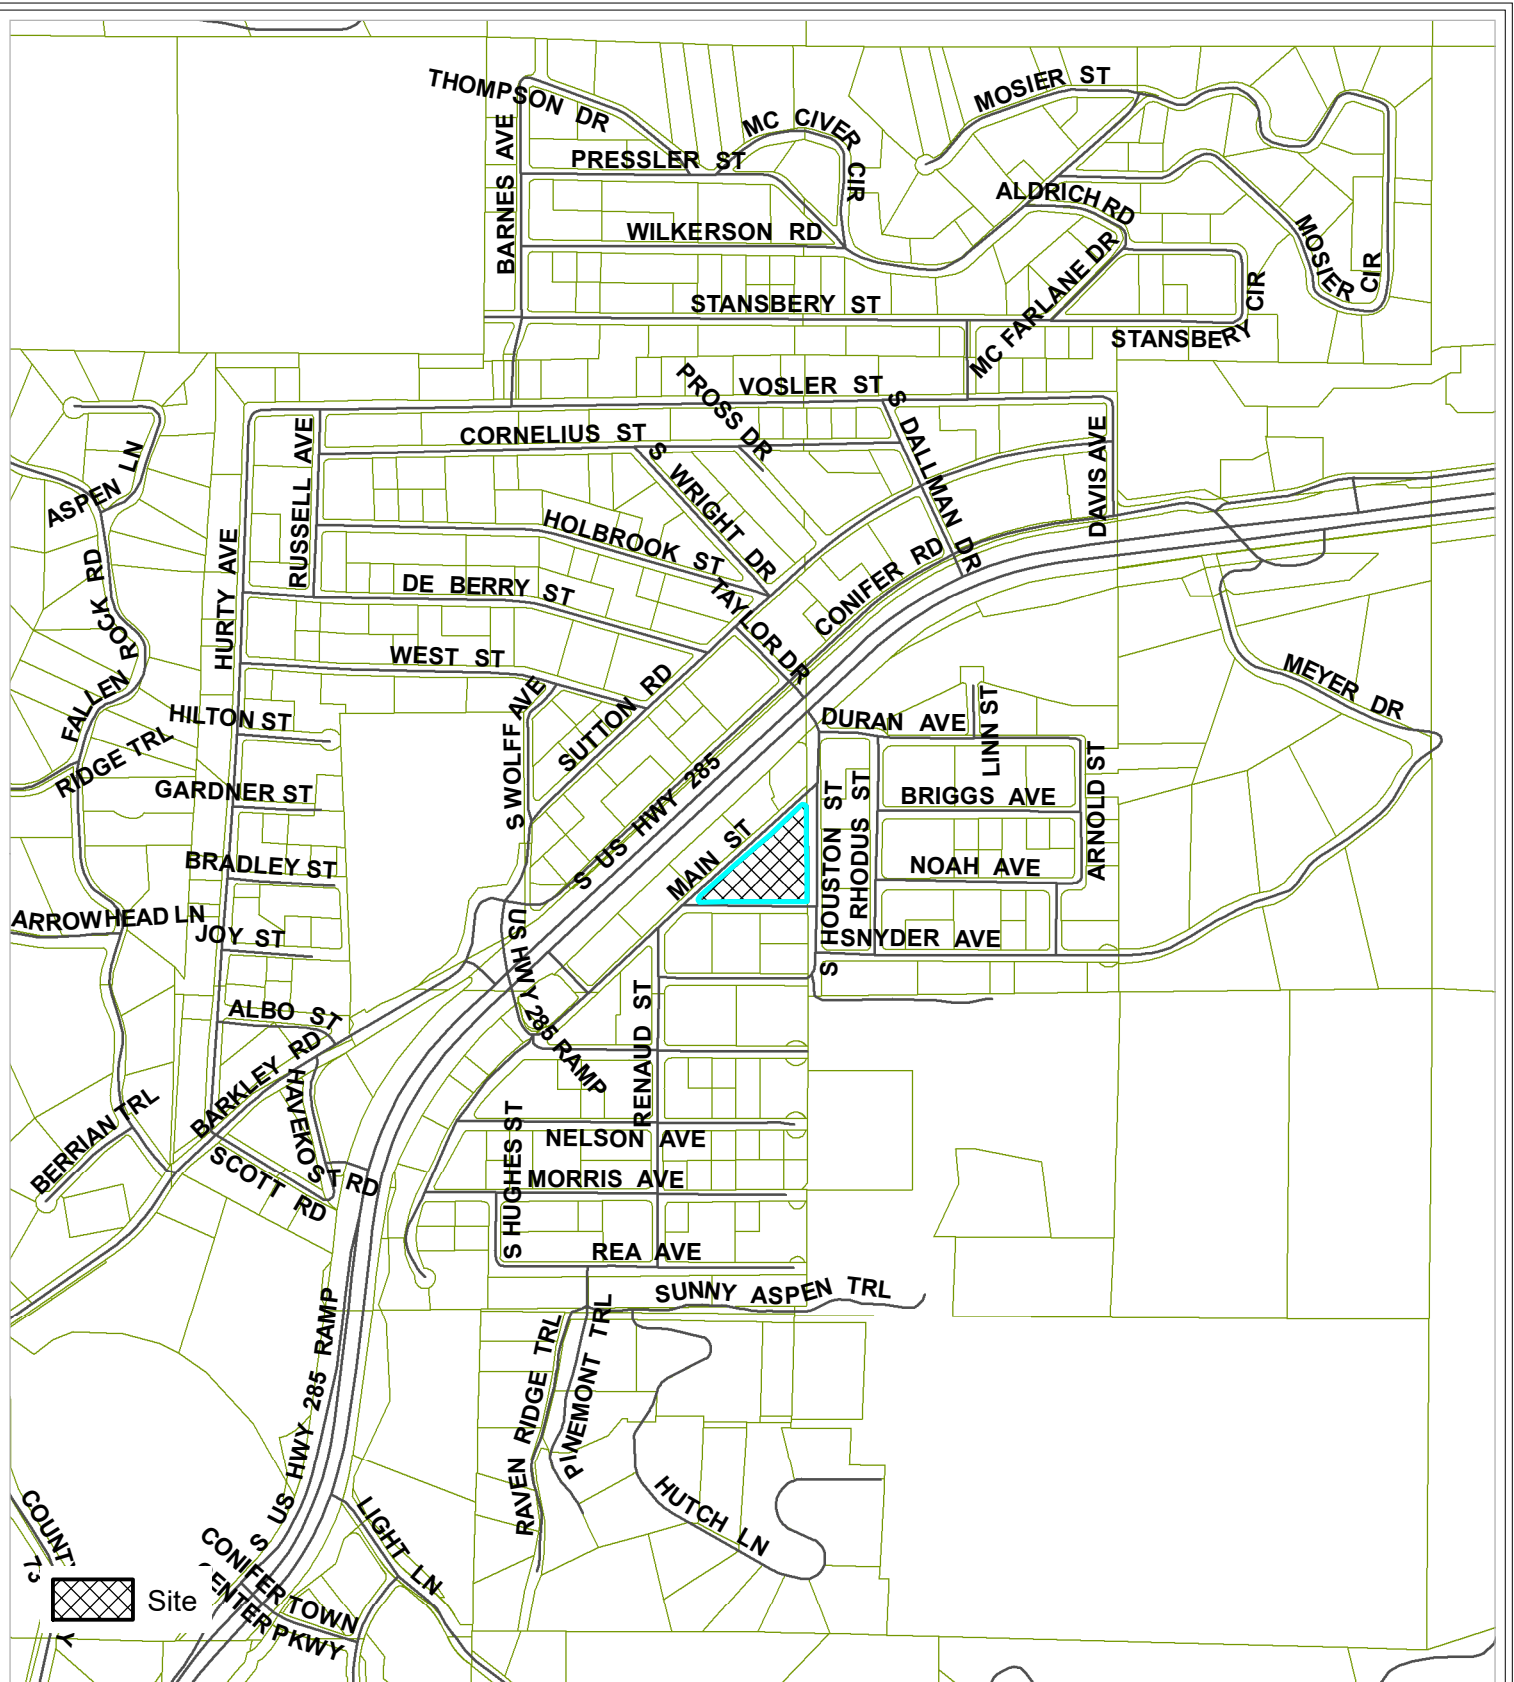 THOMPSON DR
MOSIER ST
MC CIVER CIR
BARNES AVE
PRESSLER ST
ALDRICH RD
WILKERSON RD
MOSIER CIR
MC FARLANE DR
STANSBERY ST
STANSBERY CIR
VOSLER ST
PROSS DR
S DALLMAN DR
CORNELIUS ST
RUSSELL AVE
S WRIGHT DR
DAVIS AVE
ASPEN LN
HOLBROOK ST
HURTY AVE
DE BERRY ST
TAYLOR DR
CONIFER RD
FALLEN ROCK RD
WEST ST
MEYER DR
S WOLFF AVE
SUTTON RD
HILTON ST
DURAN AVE
LINN ST
RIDGE TRL
GARDNER ST
S US HWY 285
BRIGGS AVE
ARNOLD ST
S HOUSTON ST
RHODUS ST
MAIN ST
BRADLEY ST
NOAH AVE
ARROWHEAD LN
JOY ST
SNYDER AVE
US HWY 285 RAMP
RENAUD ST
ALBO ST
BARKLEY RD
HAVEKOST RD
BERRIAN TRL
SCOTT RD
NELSON AVE
S HUGHES ST
MORRIS AVE
REA AVE
SUNNY ASPEN TRL
S US HWY 285 RAMP
RAVEN RIDGE TRL
PINEMONT TRL
HUTCH LN
LIGHT LN
COUNT
73
Y
CONIFER TOWN
ENTER PKWY
Site